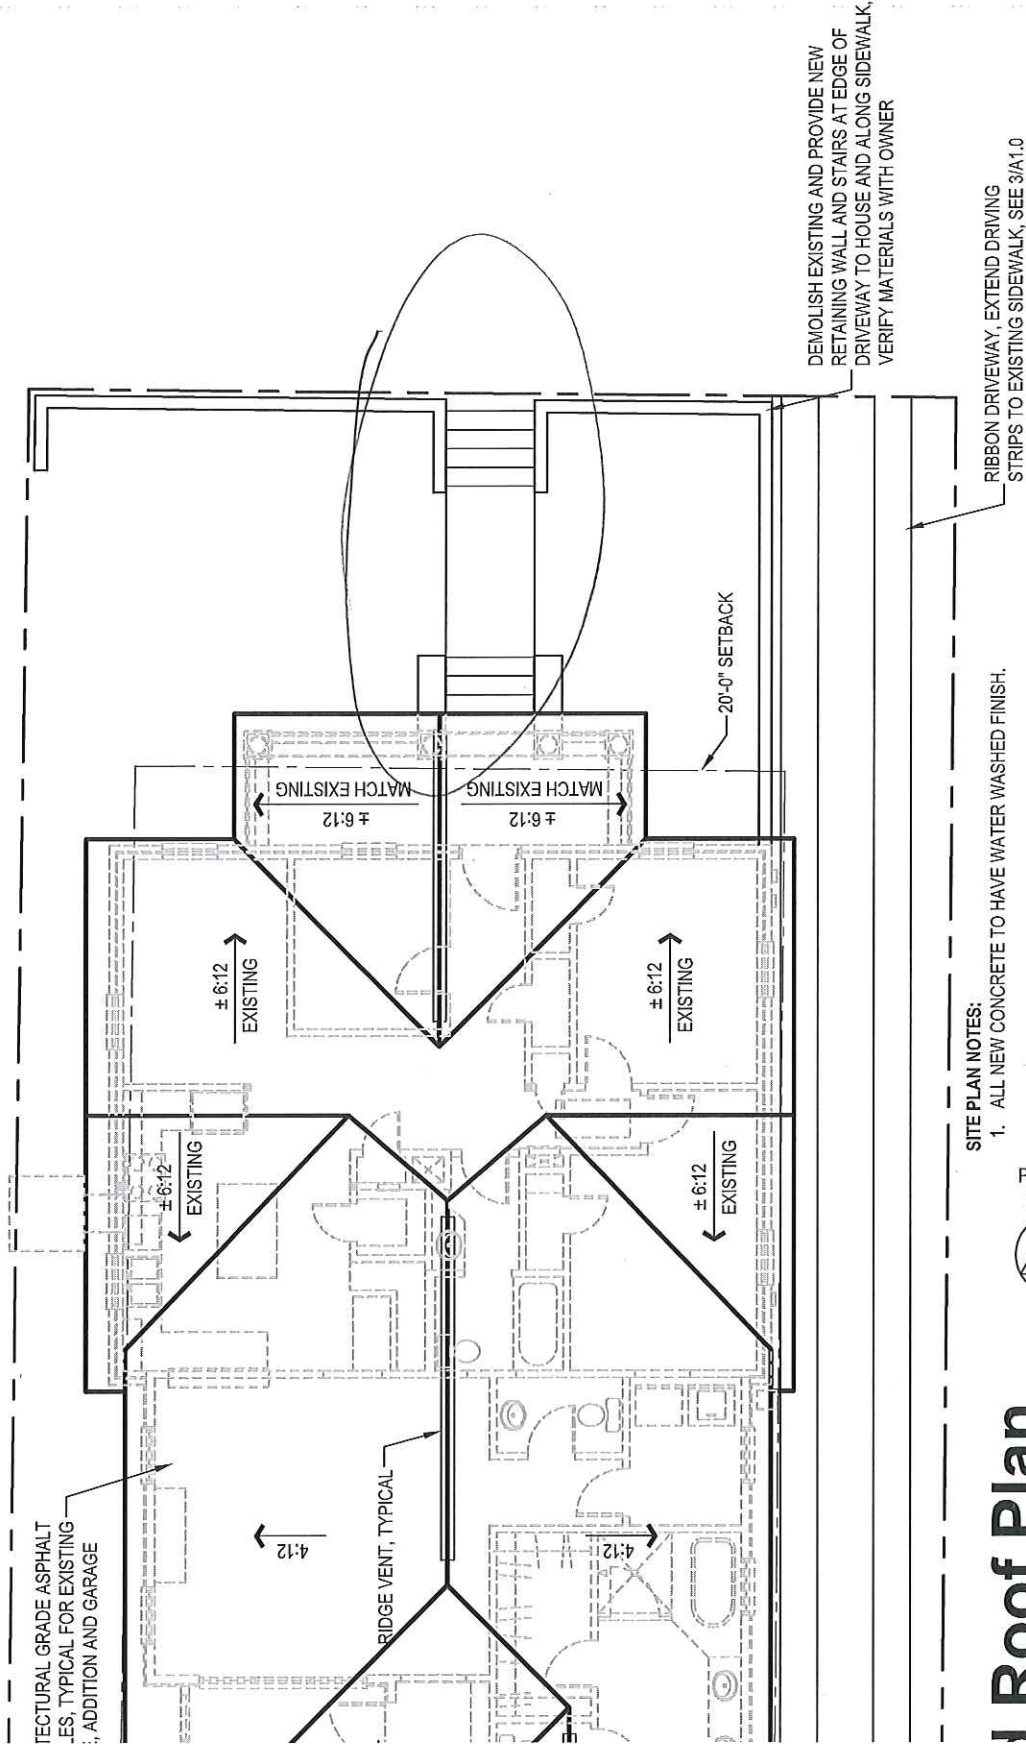 DEMOLISH EXISTING AND PROVIDE NEW
RETAINING WALL AND STAIRS AT EDGE OF
DRIVEWAY TO HOUSE AND ALONG SIDEWALK,
VERIFY MATERIALS WITH OWNER
RIBBON DRIVEWAY, EXTEND DRIVING
STRIPS TO EXISTING SIDEWALK, SEE 3/A1.0
20'-0" SETBACK
± 6:12
MATCH EXISTING
± 6:12
MATCH EXISTING
± 6:12
EXISTING
± 6:12
EXISTING
± 6:12
EXISTING
± 6:12
EXISTING
SITE PLAN NOTES:
1. ALL NEW CONCRETE TO HAVE WATER WASHED FINISH.
TECTURAL GRADE ASPHALT
LES, TYPICAL FOR EXISTING
, ADDITION AND GARAGE
RIDGE VENT, TYPICAL
4:12
4:12
d Roof Plan